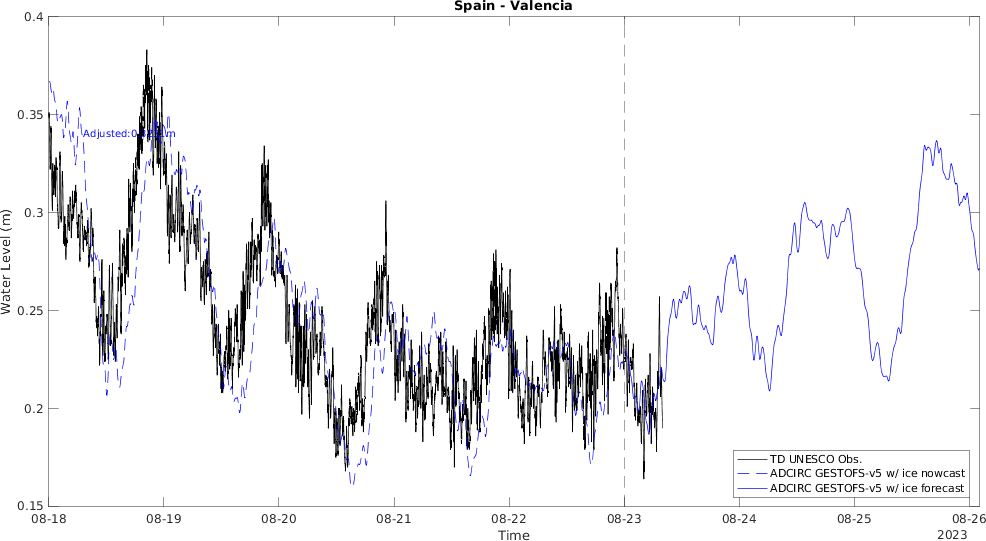 Spain - Valencia
0.4
0.35
0.3
0.25
0.2
0.15
Water Level (m)
TD UNESCO Obs.
ADCIRC GESTOFS-v5 w/ ice nowcast
ADCIRC GESTOFS-v5 w/ ice forecast
08-18
08-19
08-20
08-21
08-22
08-23
08-24
08-25
08-26
Time
2023